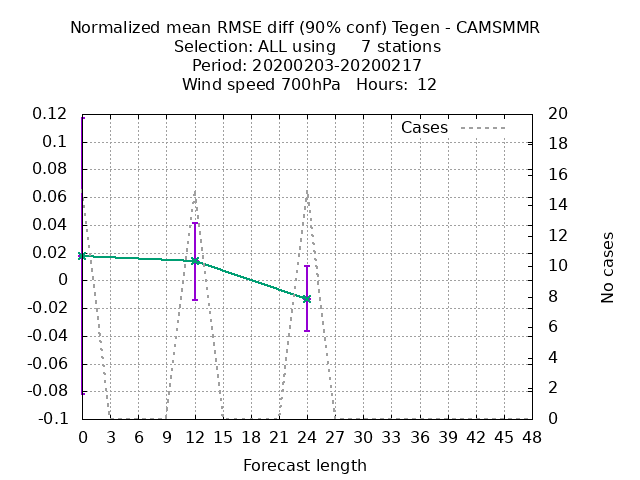 Normalized mean RMSE diff (90% conf) Tegen - CAMSMMR
Selection: ALL using 7 stations
Period: 20200203-20200217
Wind speed 700hPa Hours: 12
Cases
0.12
0.1
0.08
0.06
0.04
0.02
0
-0.02
-0.04
-0.06
-0.08
-0.1
20
18
16
14
12
10
8
6
4
2
0
No cases
0 3 6 9 12 15 18 21 24 27 30 33 36 39 42 45 48
Forecast length